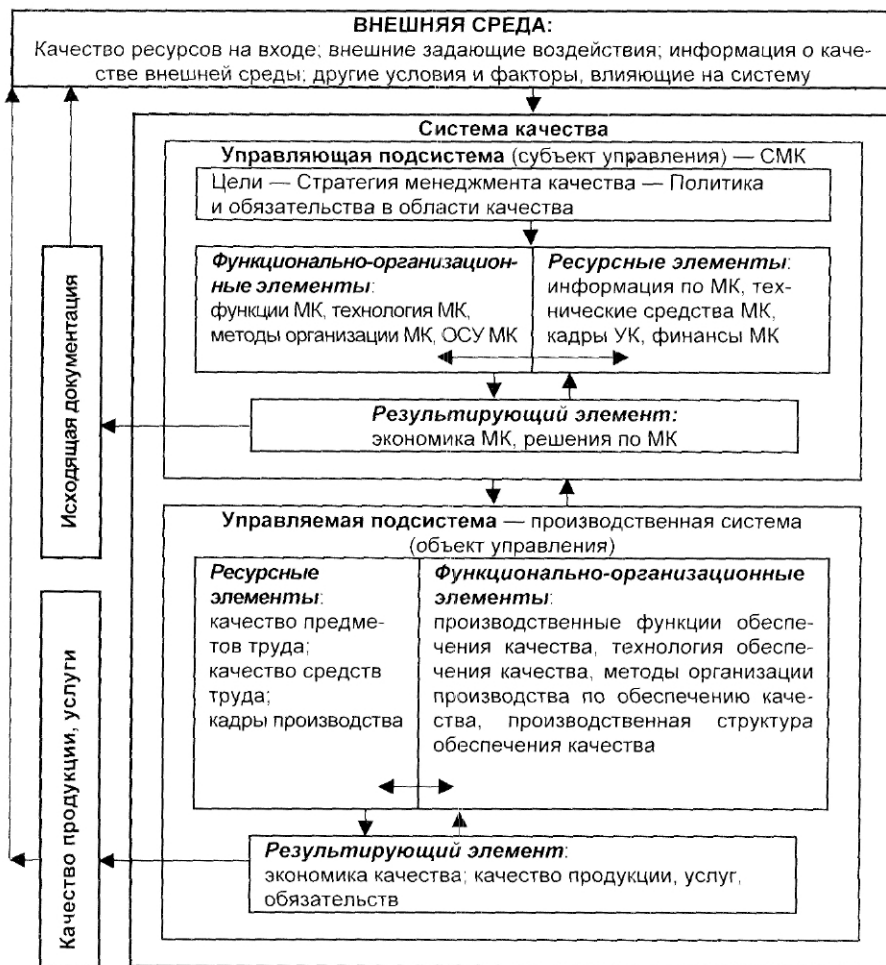 ВНЕШНЯЯ СРЕДА:
Качество ресурсов на входе; внешние задающие воздействия; информация о каче-
стве внешней среды; другие условия и факторы, влияющие на систему
Система качества
Управляющая подсистема (субъект управления) — СМК
Цели — Стратегия менеджмента качества — Политика
и обязательства в области качества
Функционально-организацион-
ные элементы:
функции МК, технология МК,
методы организации МК, ОСУ МК
Ресурсные элементы:
информация по МК, тех-
нические средства МК,
кадры УК, финансы МК
Результирующий элемент:
экономика МК, решения по МК
Исходящая документация
Управляемая подсистема — производственная система
(объект управления)
Ресурсные
элементы:
качество предме-
тов труда;
качество средств
труда;
кадры производства
Функционально-организационные
элементы:
производственные функции обеспе-
чения качества, технология обеспе-
чения качества, методы организации
производства по обеспечению каче-
ства, производственная структура
обеспечения качества
Результирующий элемент:
экономика качества; качество продукции, услуг,
обязательств
Качество продукции, услуги